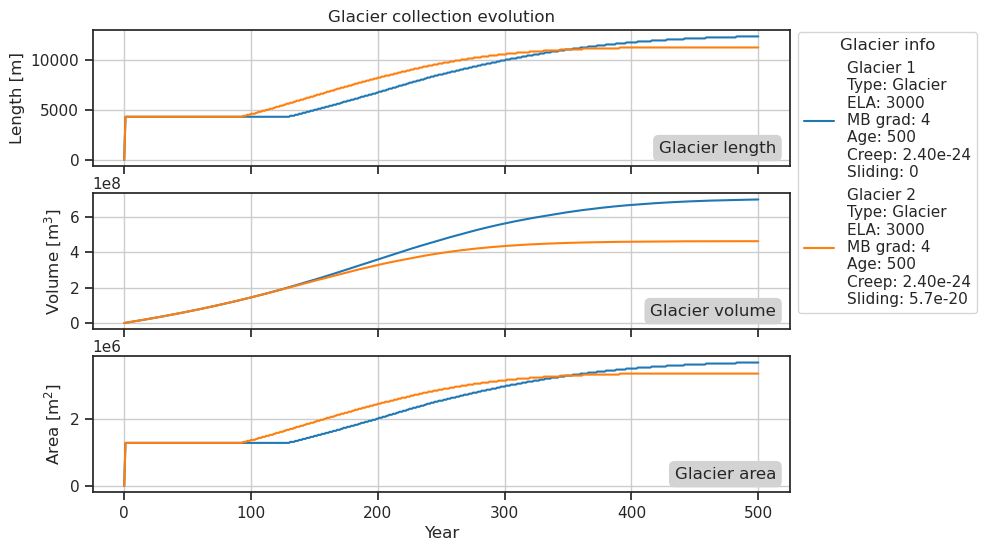 Glacier collection evolution
Length [m]
10000
5000
0
Glacier length
1e8
Volume [m³]
6
4
2
0
Glacier volume
1e6
Area [m²]
2
0
Glacier area
0
100
200
300
400
500
Year
Glacier info
Glacier 1
Type: Glacier
ELA: 3000
MB grad: 4
Age: 500
Creep: 2.40e-24
Sliding: 0
Glacier 2
Type: Glacier
ELA: 3000
MB grad: 4
Age: 500
Creep: 2.40e-24
Sliding: 5.7e-20